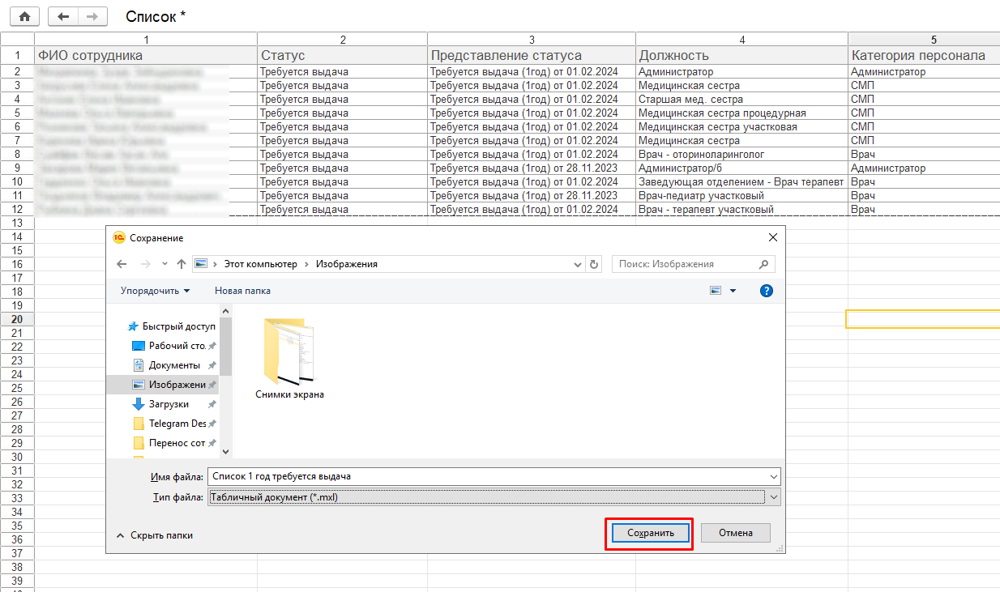 Список *
1 2 3 4 5
1 ФИО сотрудника Статус Представление статуса Должность Категория персонала
2 Требуется выдача Требуется выдача (1год) от 01.02.2024 Администратор Администратор
3 Требуется выдача Требуется выдача (1год) от 01.02.2024 Медицинская сестра СМП
4 Требуется выдача Требуется выдача (1год) от 01.02.2024 Старшая мед. сестра СМП
5 Требуется выдача Требуется выдача (1год) от 01.02.2024 Медицинская сестра процедурная СМП
6 Требуется выдача Требуется выдача (1год) от 01.02.2024 Медицинская сестра участковая СМП
7 Требуется выдача Требуется выдача (1год) от 01.02.2024 Медицинская сестра СМП
8 Требуется выдача Требуется выдача (1год) от 01.02.2024 Врач - оториноларинголог Врач
9 Требуется выдача Требуется выдача (1год) от 28.11.2023 Администратор/б Администратор
10 Требуется выдача Требуется выдача (1год) от 01.02.2024 Заведующая отделением - Врач терапевт Врач
11 Требуется выдача Требуется выдача (1год) от 28.11.2023 Врач-педиатр участковый Врач
12 Требуется выдача Требуется выдача (1год) от 01.02.2024 Врач - терапевт участковый Врач
13
14 1С Сохранение
15
16 Этот компьютер › Изображения Поиск: Изображения
17
18 Упорядочить Новая папка ?
19
20
21 Быстрый доступ
22 Рабочий сто.
23
24 Документы
25 Изображени Снимки экрана
26 Загрузки
27
28 Telegram Des
29 Перенос сот
30
31 Имя файла: Список 1 год требуется выдача
32
33 Тип файла: Табличный документ (*.mxl)
34
35
36 Скрыть папки Сохранить Отмена
37
38
39